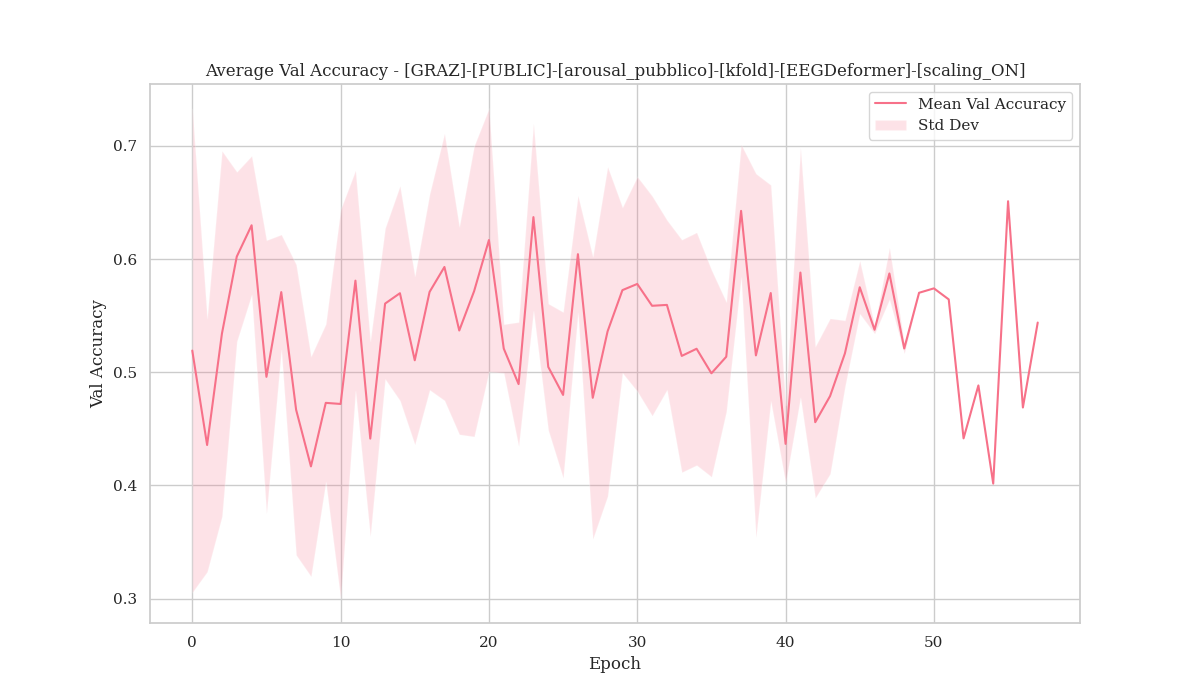 Average Val Accuracy - [GRAZ]-[PUBLIC]-[arousal_pubblico]-[kfold]-[EEGDeformer]-[scaling_ON]
Mean Val Accuracy
Std Dev
Val Accuracy
0.7
0.6
0.5
0.4
0.3
0
10
20
30
40
50
Epoch